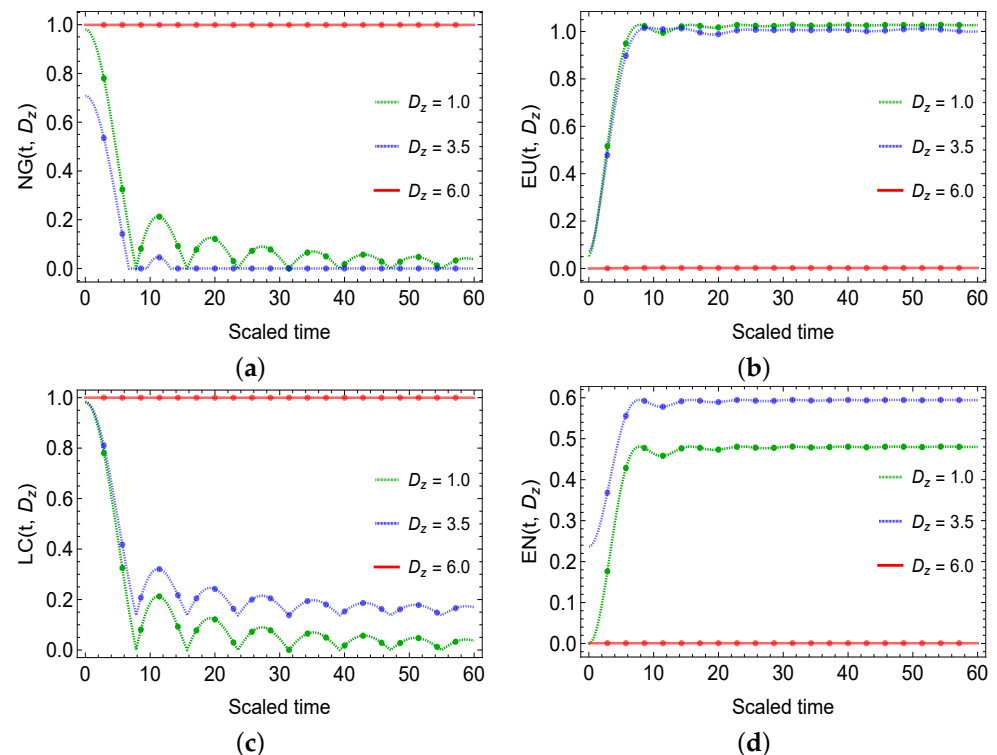 1.0
0.8
0.6
0.4
0.2
0.0
NG(t, Dz)
Dz = 1.0
Dz = 3.5
Dz = 6.0
0 10 20 30 40 50 60
Scaled time
(a)
1.0
0.8
0.6
0.4
0.2
0.0
EU(t, Dz)
Dz = 1.0
Dz = 3.5
Dz = 6.0
0 10 20 30 40 50 60
Scaled time
(b)
1.0
0.8
0.6
0.4
0.2
0.0
LC(t, Dz)
Dz = 1.0
Dz = 3.5
Dz = 6.0
0 10 20 30 40 50 60
Scaled time
(c)
0.6
0.5
0.4
0.3
0.2
0.1
0.0
EN(t, Dz)
Dz = 1.0
Dz = 3.5
Dz = 6.0
0 10 20 30 40 50 60
Scaled time
(d)